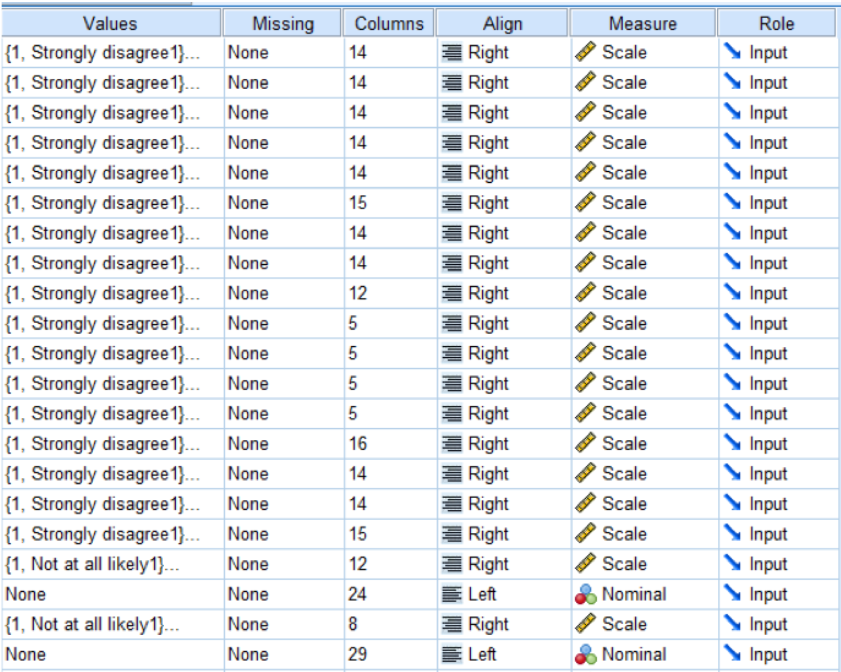 Values Missing Columns Align Measure Role
{1, Strongly disagree1}... None 14 Right Scale Input
{1, Strongly disagree1}... None 14 Right Scale Input
{1, Strongly disagree1}... None 14 Right Scale Input
{1, Strongly disagree1}... None 14 Right Scale Input
{1, Strongly disagree1}... None 14 Right Scale Input
{1, Strongly disagree1}... None 15 Right Scale Input
{1, Strongly disagree1}... None 14 Right Scale Input
{1, Strongly disagree1}... None 14 Right Scale Input
{1, Strongly disagree1}... None 12 Right Scale Input
{1, Strongly disagree1}... None 5 Right Scale Input
{1, Strongly disagree1}... None 5 Right Scale Input
{1, Strongly disagree1}... None 5 Right Scale Input
{1, Strongly disagree1}... None 5 Right Scale Input
{1, Strongly disagree1}... None 16 Right Scale Input
{1, Strongly disagree1}... None 14 Right Scale Input
{1, Strongly disagree1}... None 14 Right Scale Input
{1, Strongly disagree1}... None 15 Right Scale Input
{1, Not at all likely1}... None 12 Right Scale Input
None None 24 Left Nominal Input
{1, Not at all likely1}... None 8 Right Scale Input
None None 29 Left Nominal Input